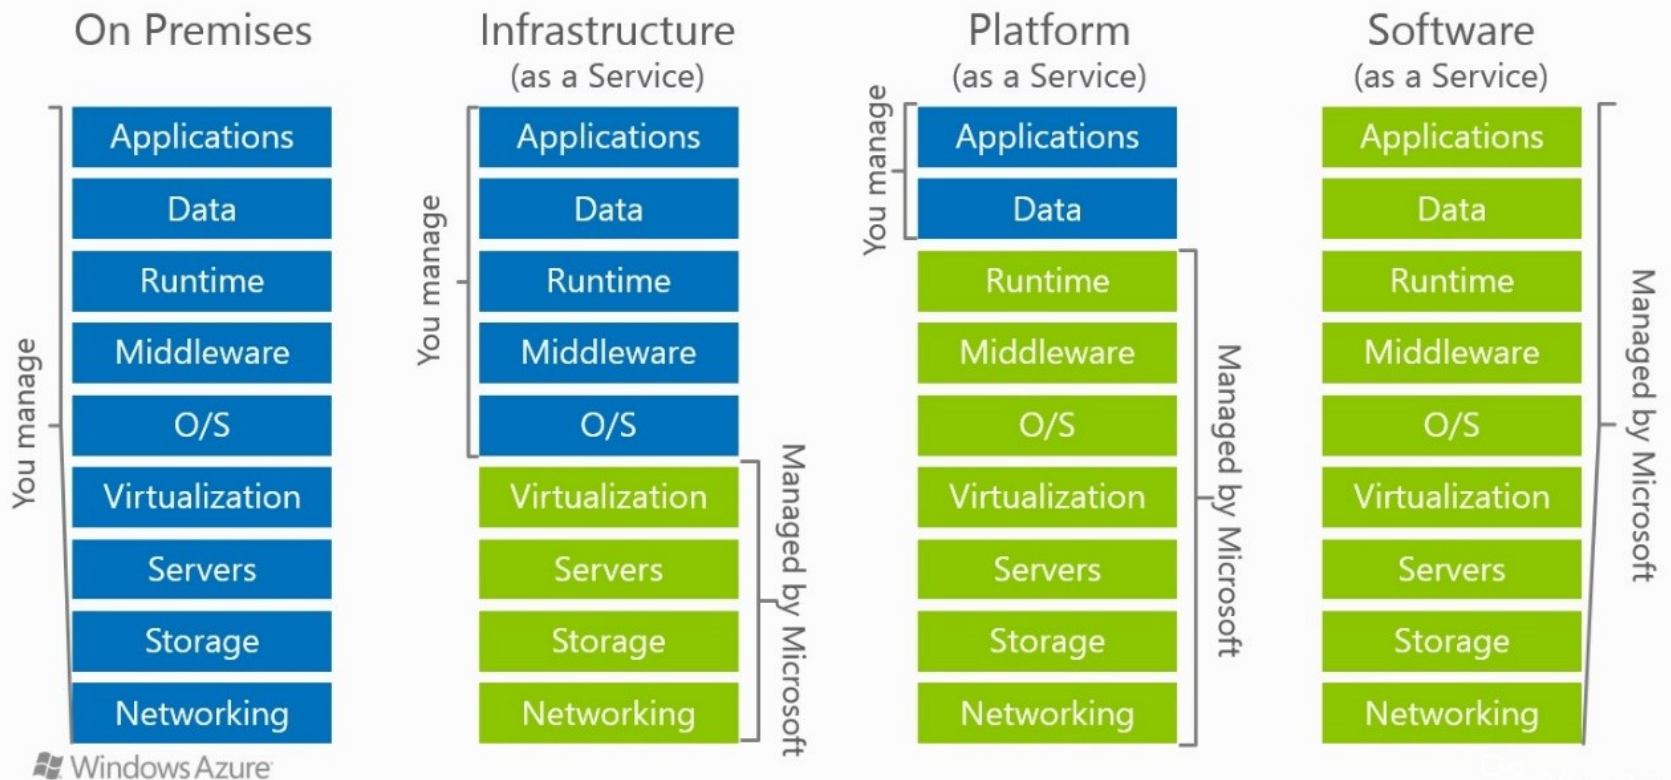 On Premises
You manage
Applications
Data
Runtime
Middleware
O/S
Virtualization
Servers
Storage
Networking
Infrastructure
(as a Service)
You manage
Applications
Data
Runtime
Middleware
O/S
Virtualization
Servers
Storage
Networking
Managed by Microsoft
Platform
(as a Service)
You manage
Applications
Data
Runtime
Middleware
O/S
Virtualization
Servers
Storage
Networking
Managed by Microsoft
Software
(as a Service)
Applications
Data
Runtime
Middleware
O/S
Virtualization
Servers
Storage
Networking
Managed by Microsoft
Windows Azure